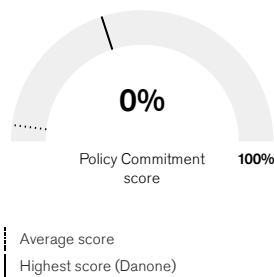 0%
Policy Commitment
score
100%
Average score
Highest score (Danone)